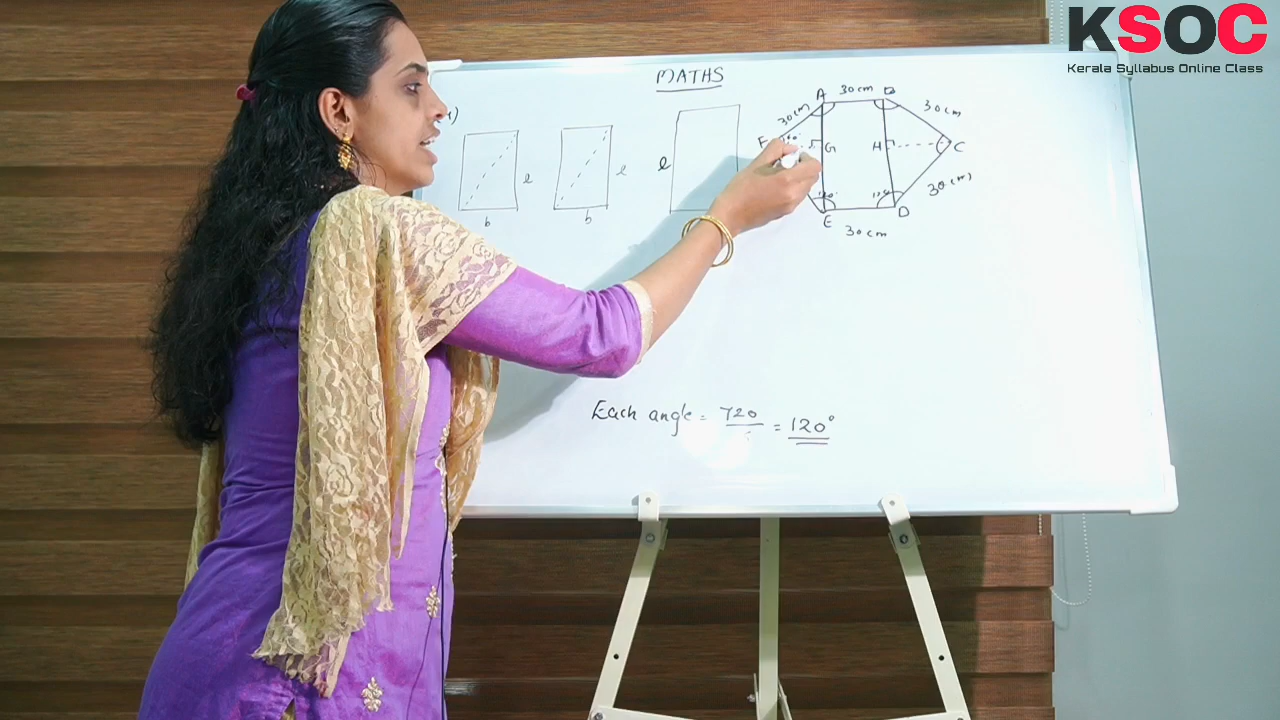 KSOC
Kerala Syllabus Online Class
MATHS
l
b
l
b
l
A 30 cm B
30 cm
30 cm
F
G
H
C
E
D
30 cm
30 cm
Each angle = 720 = 120°